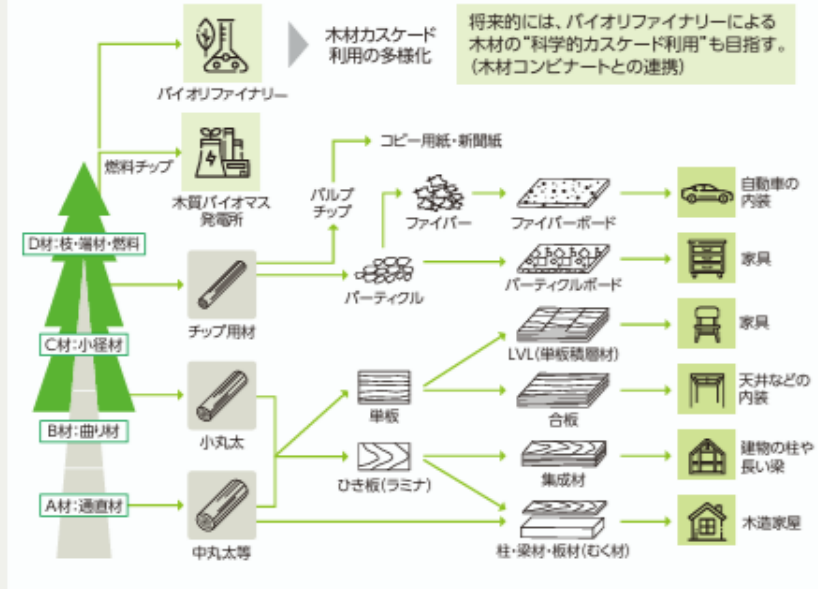 木材カスケード
利用の多様化
将来的には、バイオリファイナリーによる
木材の“科学的カスケード利用”も目指す。
(木材コンビナートとの連携)
バイオリファイナリー
燃料チップ
木質バイオマス
発電所
パルプ
チップ
コピー用紙・新聞紙
ファイバー
ファイバーボード
自動車の
内装
D材:枝・端材・燃料
チップ用材
パーティクル
パーティクルボード
家具
C材:小径材
LVL(単板積層材)
家具
B材:曲り材
小丸太
単板
合板
天井などの
内装
ひき板(ラミナ)
集成材
建物の柱や
長い梁
A材:通直材
中丸太等
柱・梁材・板材(むく材)
木造家屋